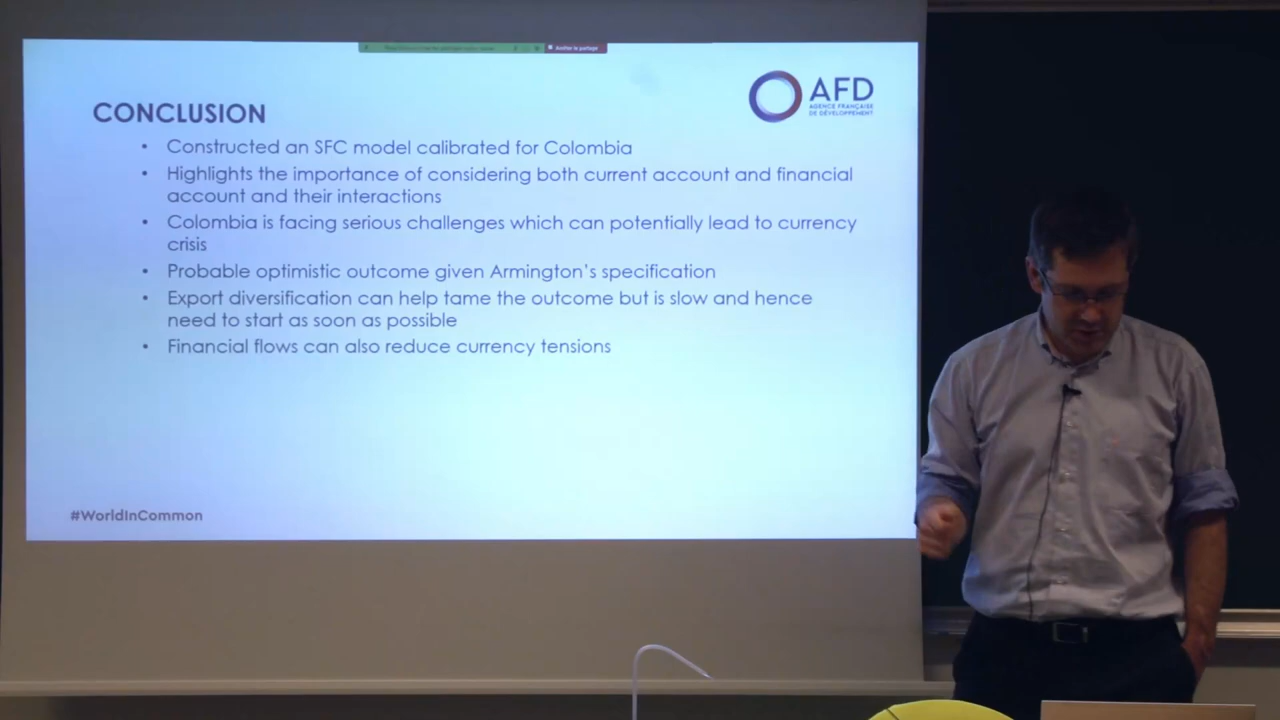 Arrêter le partage
AFD
AGENCE FRANÇAISE
DE DÉVELOPPEMENT
CONCLUSION
• Constructed an SFC model calibrated for Colombia
• Highlights the importance of considering both current account and financial
account and their interactions
• Colombia is facing serious challenges which can potentially lead to currency
crisis
• Probable optimistic outcome given Armington's specification
• Export diversification can help tame the outcome but is slow and hence
need to start as soon as possible
• Financial flows can also reduce currency tensions
#WorldInCommon